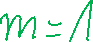 m = 1